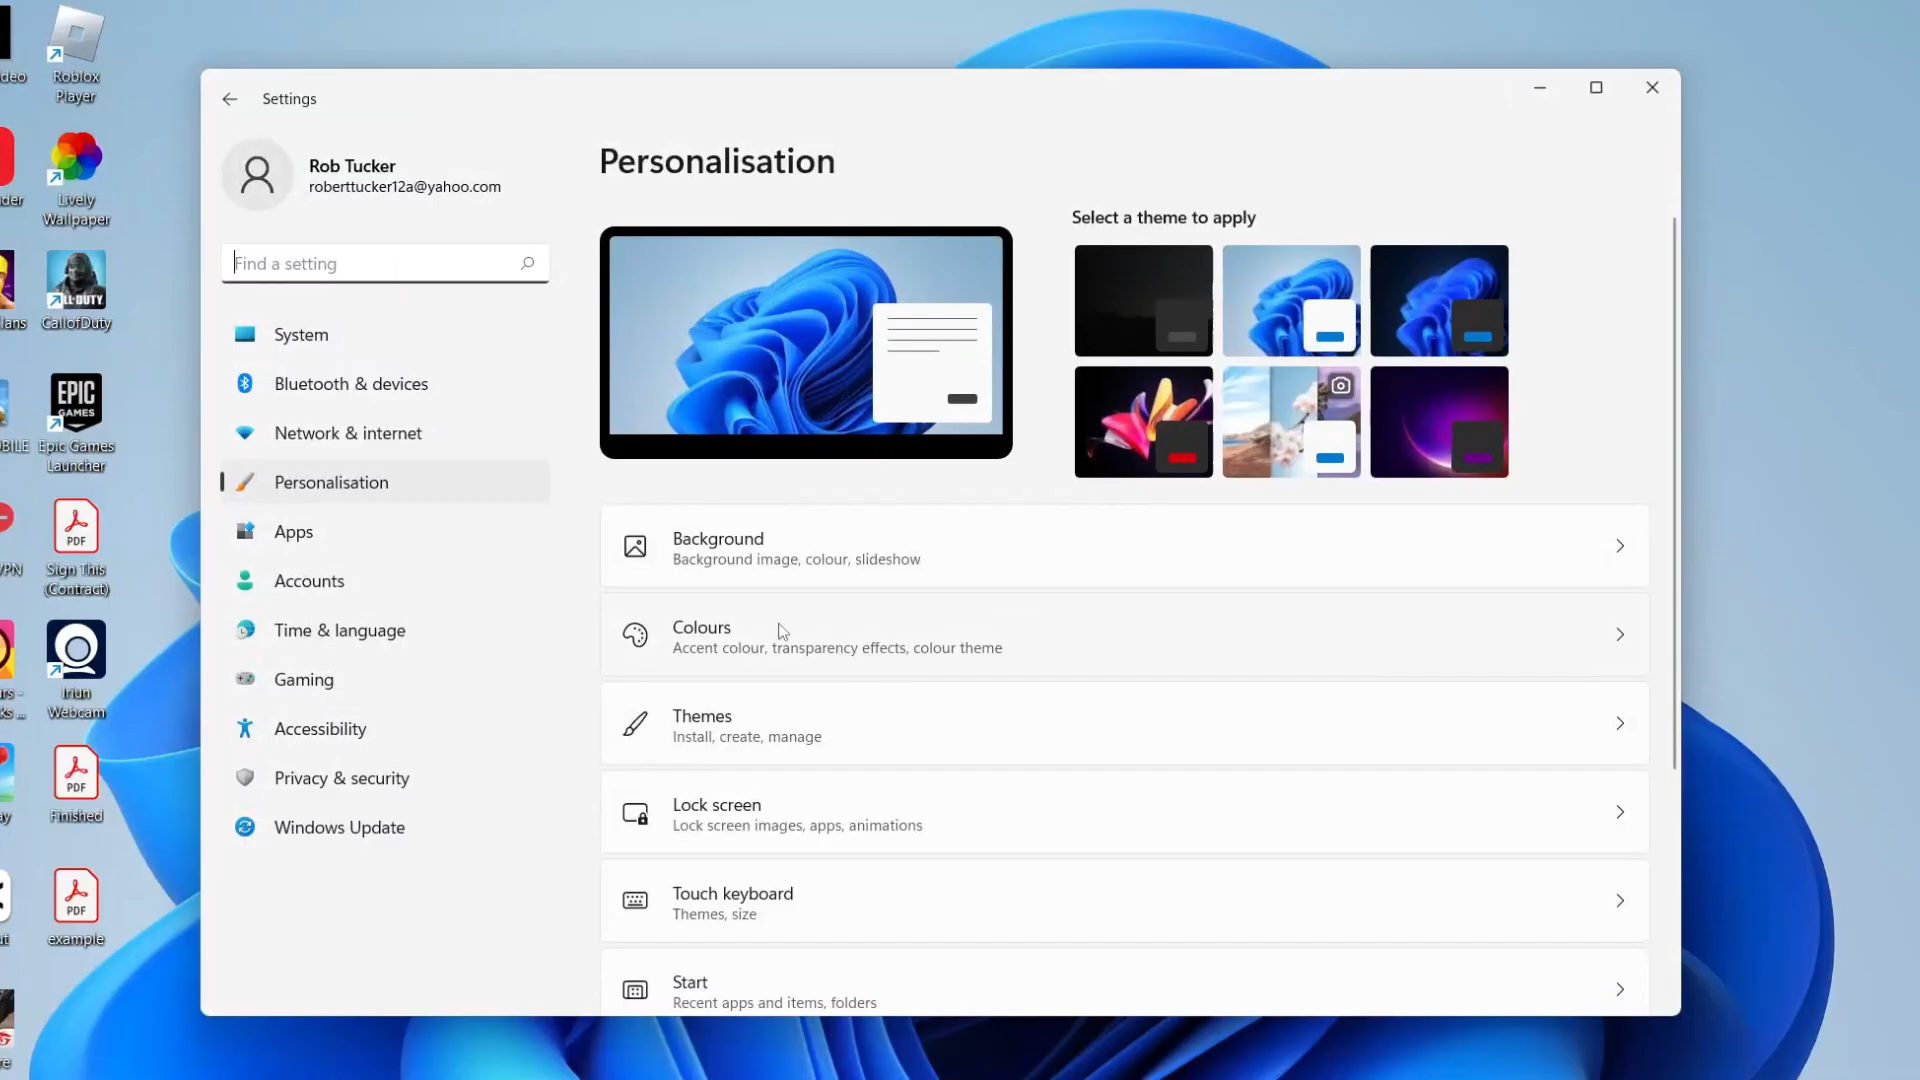 Settings
Rob Tucker
roberttucker12a@yahoo.com
Find a setting
System
Bluetooth & devices
Network & internet
Personalisation
Apps
Accounts
Time & language
Gaming
Accessibility
Privacy & security
Windows Update
Personalisation
Select a theme to apply
Background
Background image, colour, slideshow
Colours
Accent colour, transparency effects, colour theme
Themes
Install, create, manage
Lock screen
Lock screen images, apps, animations
Touch keyboard
Themes, size
Start
Recent apps and items, folders
Roblox
Player
Lively
Wallpaper
CallofDuty
EPIC
GAMES
Epic Games
Launcher
PDF
Sign This
(Contract)
Iriun
Webcam
PDF
Finished
PDF
example